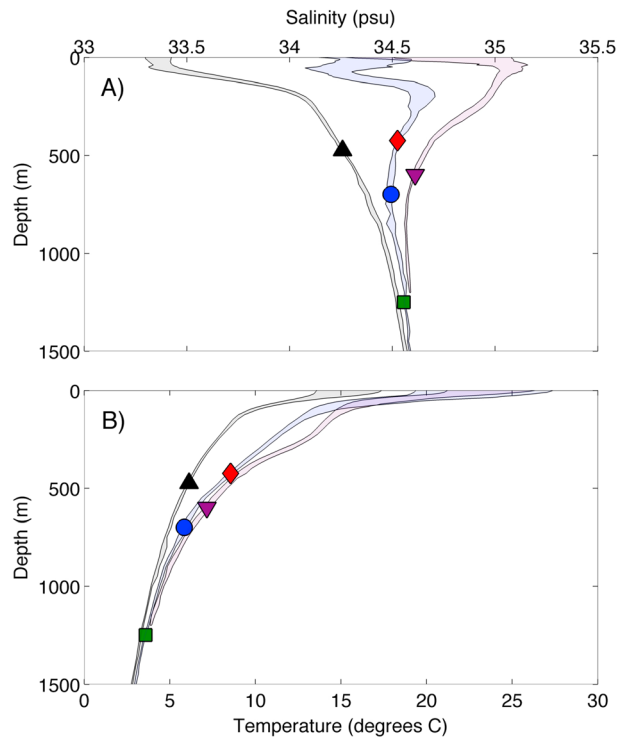 Salinity (psu)
33 33.5 34 34.5 35 35.5
A)
0
500
1000
1500
Depth (m)
B)
0
500
1000
1500
Depth (m)
0 5 10 15 20 25 30
Temperature (degrees C)